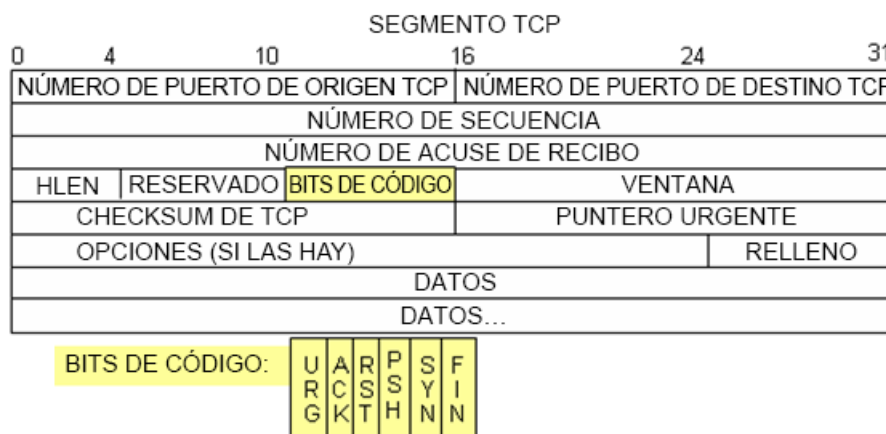 SEGMENTO TCP
0 4 10 16 24 31
NÚMERO DE PUERTO DE ORIGEN TCP NÚMERO DE PUERTO DE DESTINO TCP
NÚMERO DE SECUENCIA
NÚMERO DE ACUSE DE RECIBO
HLEN RESERVADO BITS DE CÓDIGO VENTANA
CHECKSUM DE TCP PUNTERO URGENTE
OPCIONES (SI LAS HAY) RELLENO
DATOS
DATOS...
BITS DE CÓDIGO: URG ACK RST PSH SYN FIN